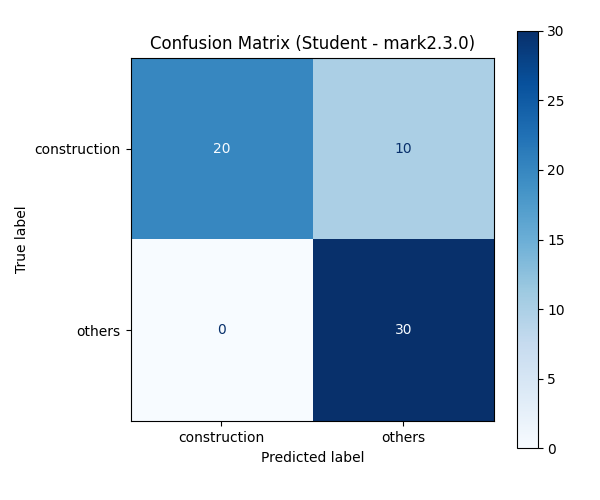 Confusion Matrix (Student - mark2.3.0)
True label
construction
others
20
10
0
30
construction
others
Predicted label
30
25
20
15
10
5
0